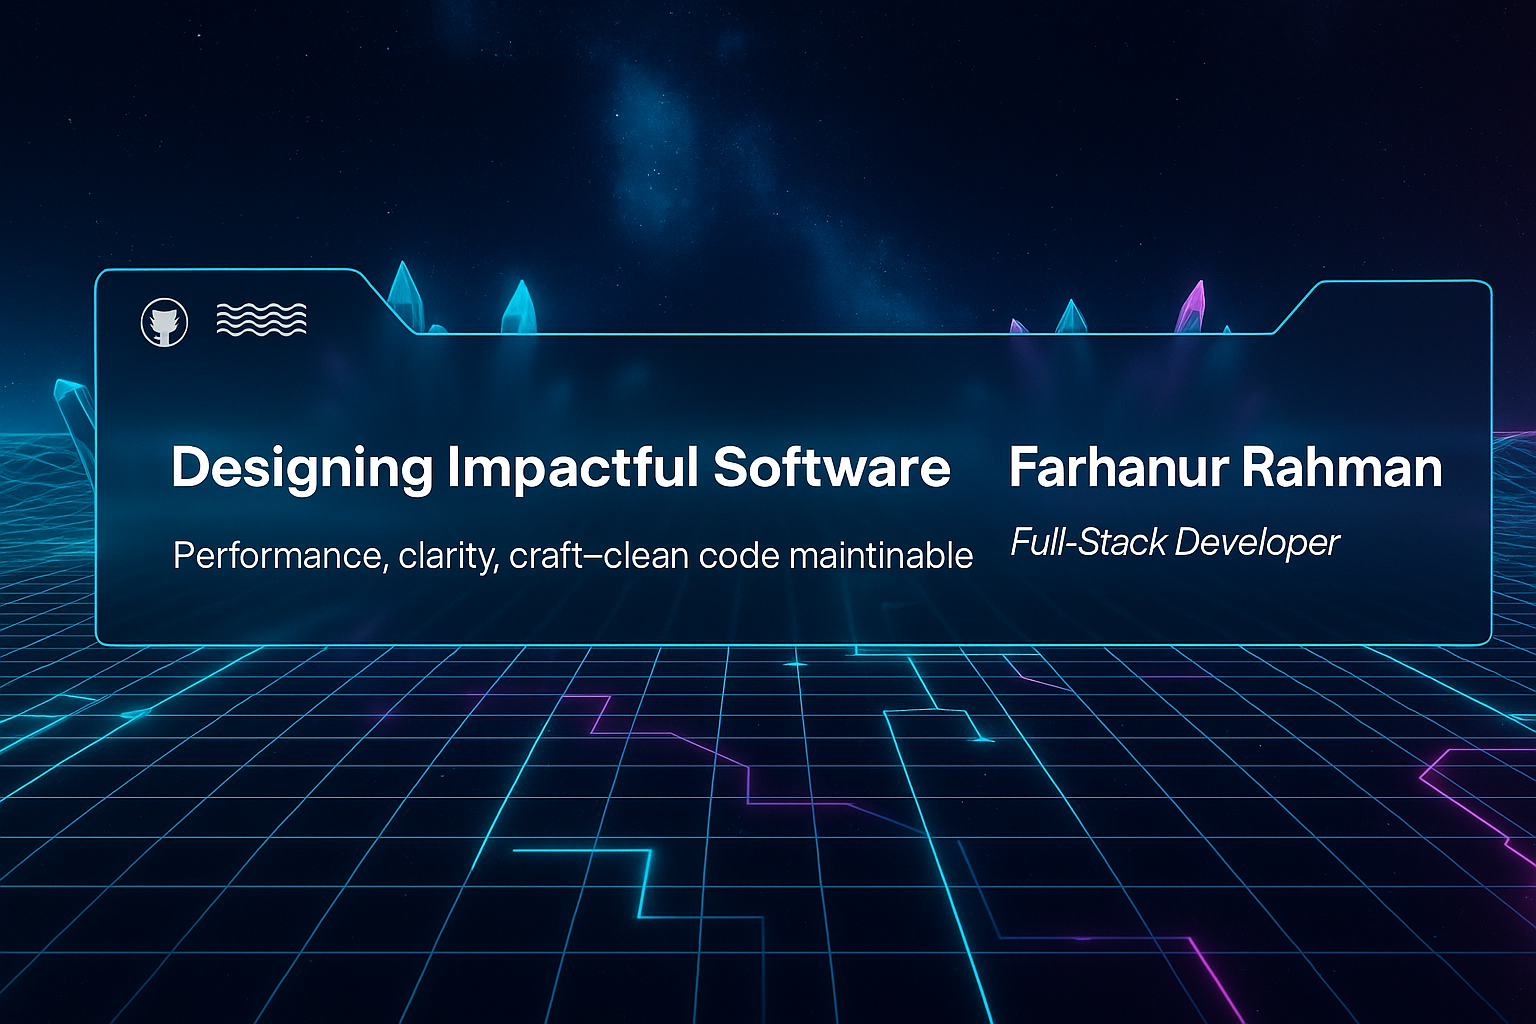 Designing Impactful Software
Performance, clarity, craft–clean code maintinable
Farhanur Rahman
Full-Stack Developer